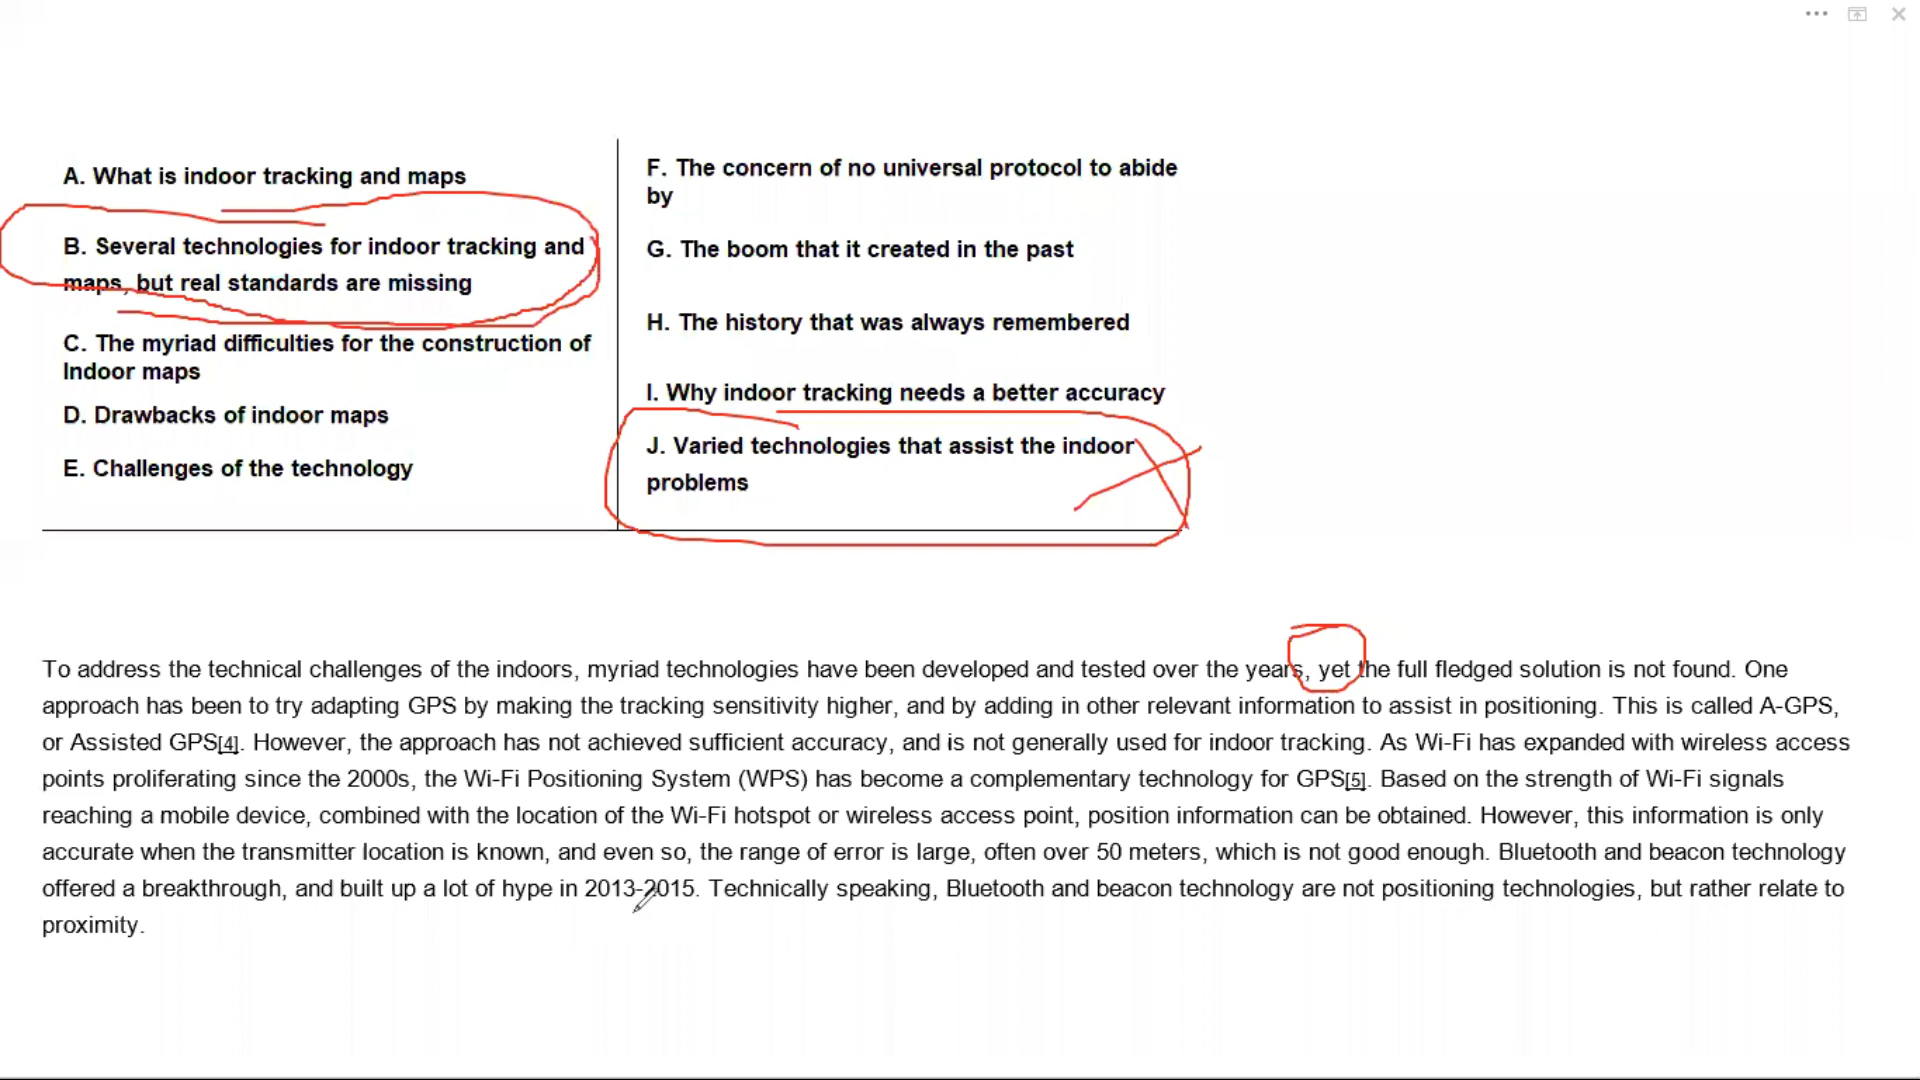 A. What is indoor tracking and maps
B. Several technologies for indoor tracking and
maps, but real standards are missing
C. The myriad difficulties for the construction of
Indoor maps
D. Drawbacks of indoor maps
E. Challenges of the technology
F. The concern of no universal protocol to abide
by
G. The boom that it created in the past
H. The history that was always remembered
I. Why indoor tracking needs a better accuracy
J. Varied technologies that assist the indoor
problems
To address the technical challenges of the indoors, myriad technologies have been developed and tested over the years, yet the full fledged solution is not found. One
approach has been to try adapting GPS by making the tracking sensitivity higher, and by adding in other relevant information to assist in positioning. This is called A-GPS,
or Assisted GPS[4]. However, the approach has not achieved sufficient accuracy, and is not generally used for indoor tracking. As Wi-Fi has expanded with wireless access
points proliferating since the 2000s, the Wi-Fi Positioning System (WPS) has become a complementary technology for GPS[5]. Based on the strength of Wi-Fi signals
reaching a mobile device, combined with the location of the Wi-Fi hotspot or wireless access point, position information can be obtained. However, this information is only
accurate when the transmitter location is known, and even so, the range of error is large, often over 50 meters, which is not good enough. Bluetooth and beacon technology
offered a breakthrough, and built up a lot of hype in 2013-2015. Technically speaking, Bluetooth and beacon technology are not positioning technologies, but rather relate to
proximity.